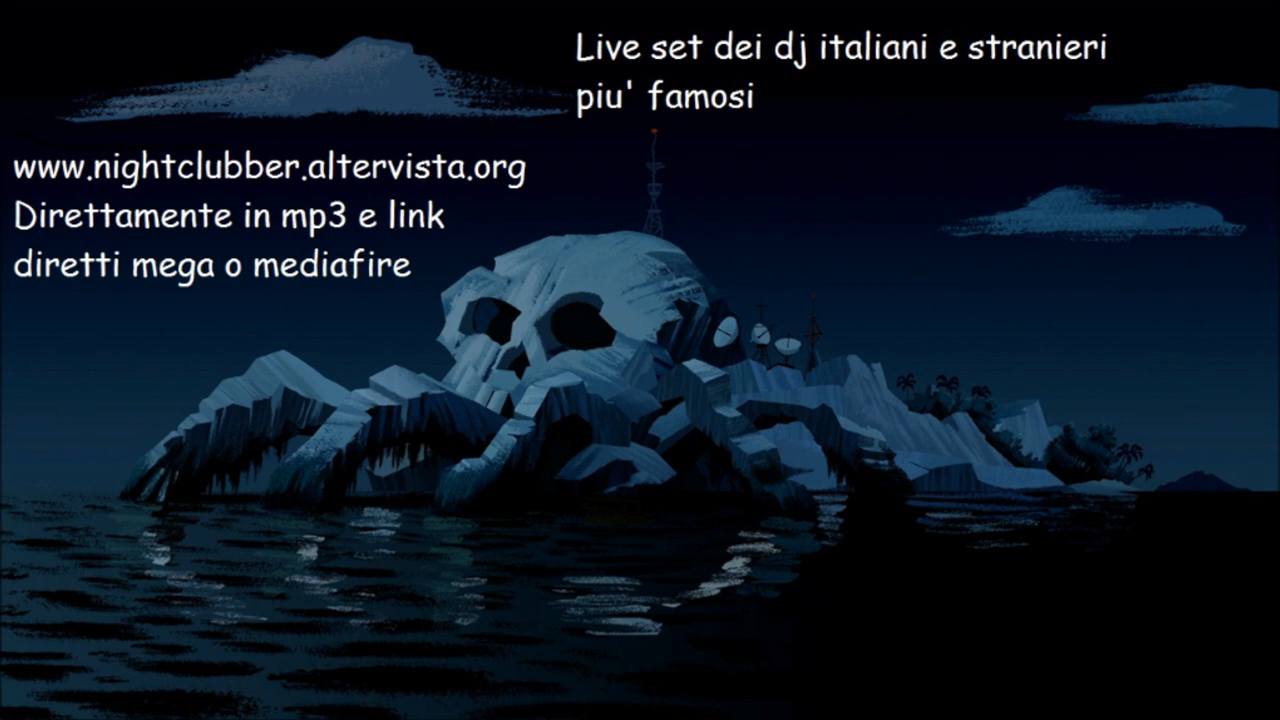 Live set dei dj italiani e stranieri
piu' famosi
www.nightclubber.altervista.org
Direttamente in mp3 e link
diretti mega o mediafire